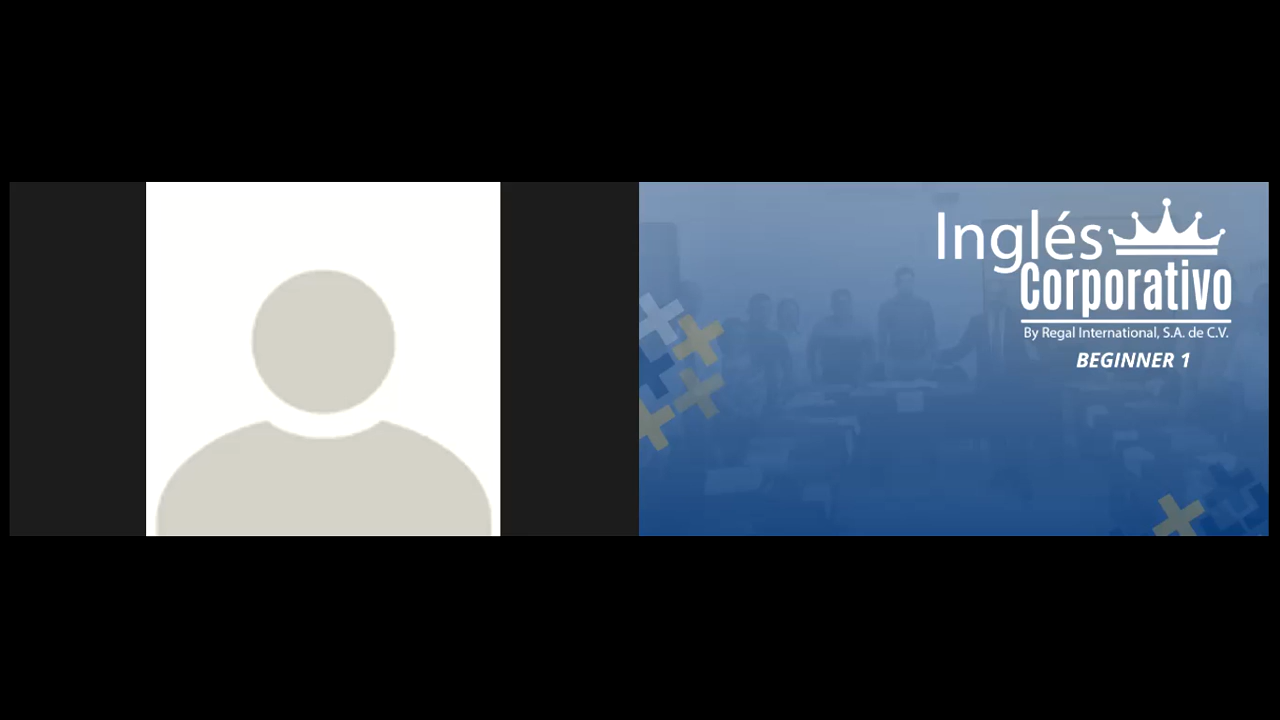 Inglés
Corporativo
By Regal International, S.A. de C.V.
BEGINNER 1